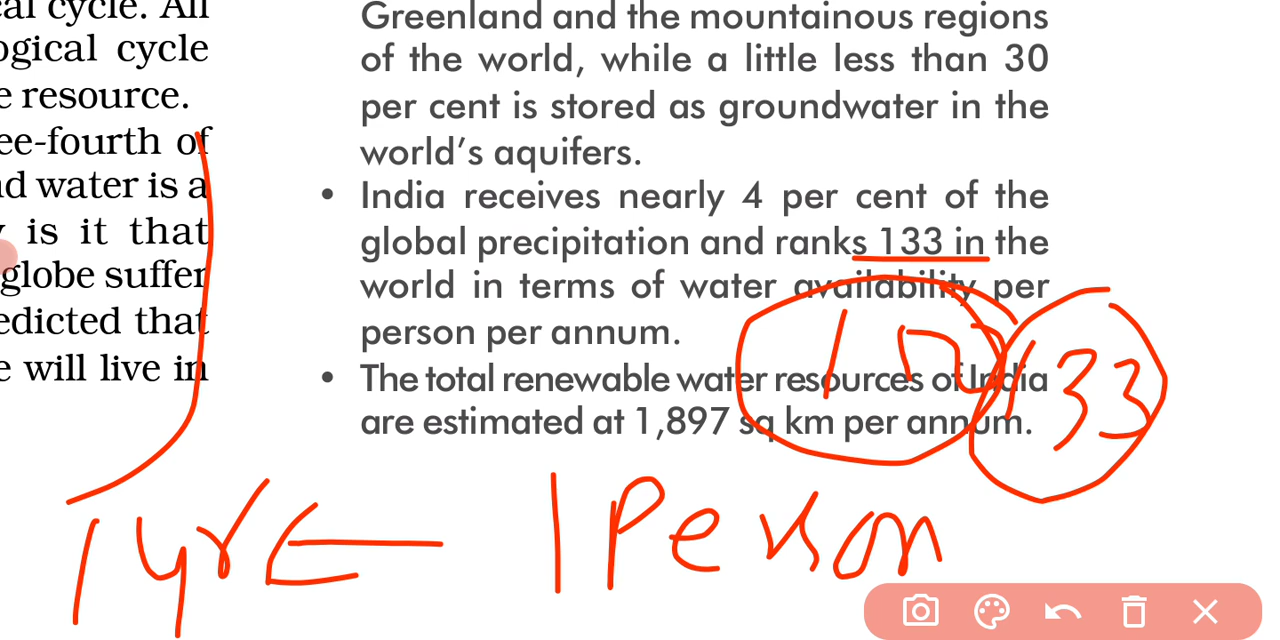 cal cycle. All
ogical cycle
e resource.
ee-fourth of
nd water is a
is it that
globe suffer
edicted that
e will live in
Greenland and the mountainous regions
of the world, while a little less than 30
per cent is stored as groundwater in the
world's aquifers.
• India receives nearly 4 per cent of the
global precipitation and ranks 133 in the
world in terms of water availability per
person per annum.
• The total renewable water resources of India
are estimated at 1,897 sq km per annum.
133
1yr ← 1 Person